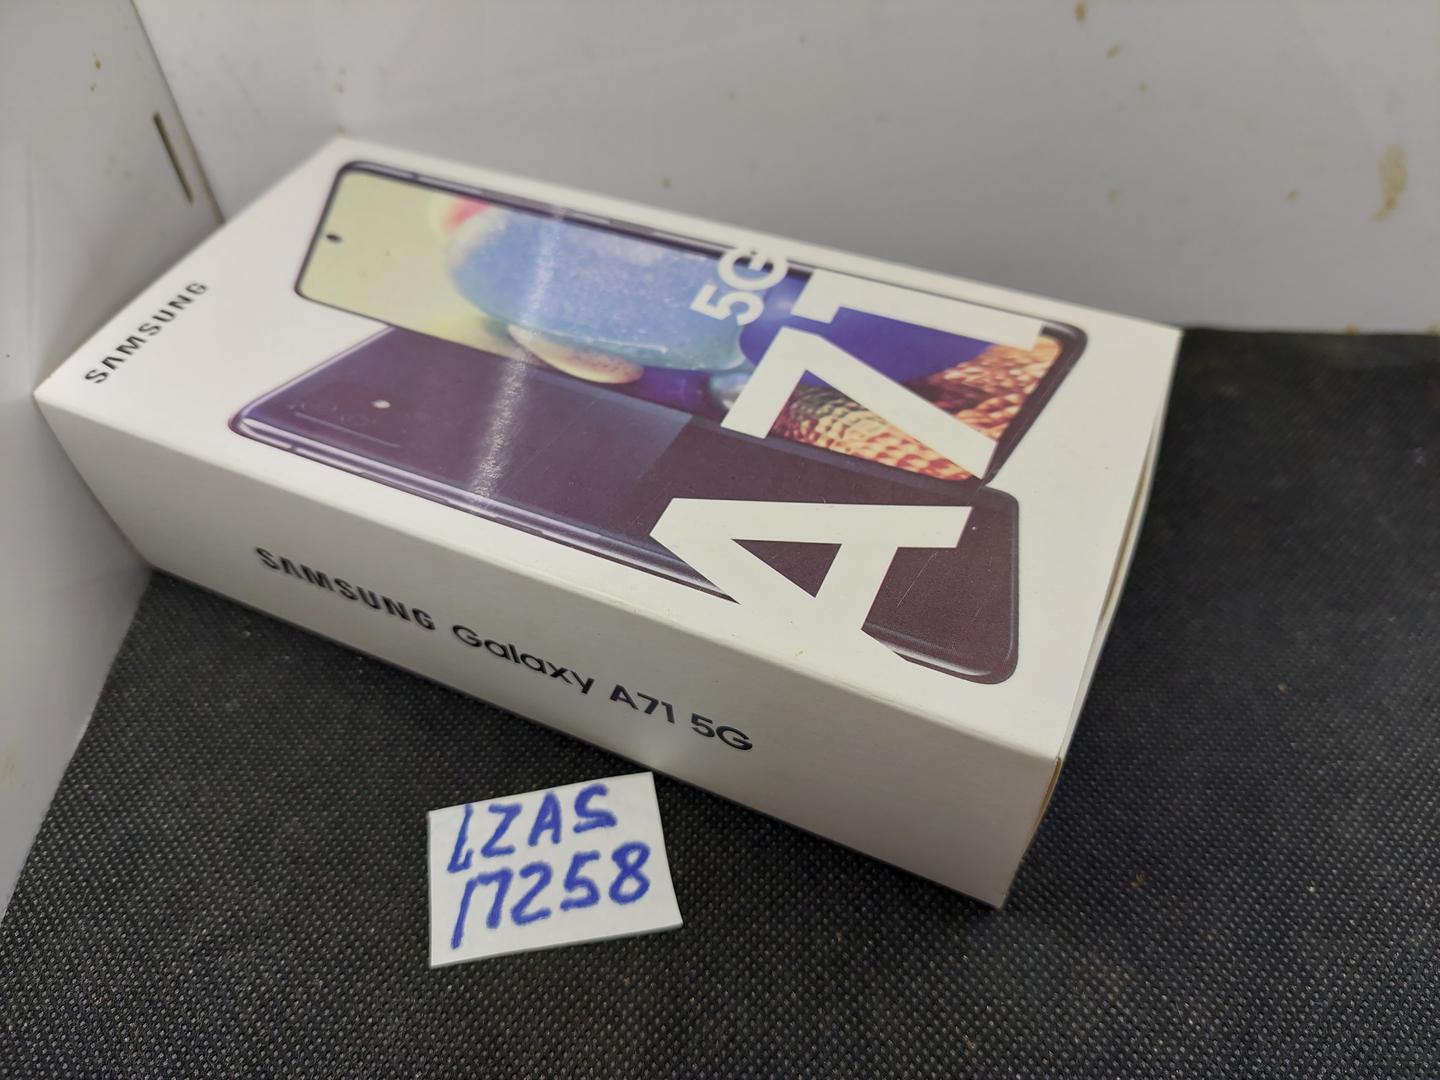 SAMSUNG
A71
5G
SAMSUNG Galaxy A71 5G
LZAS
17258